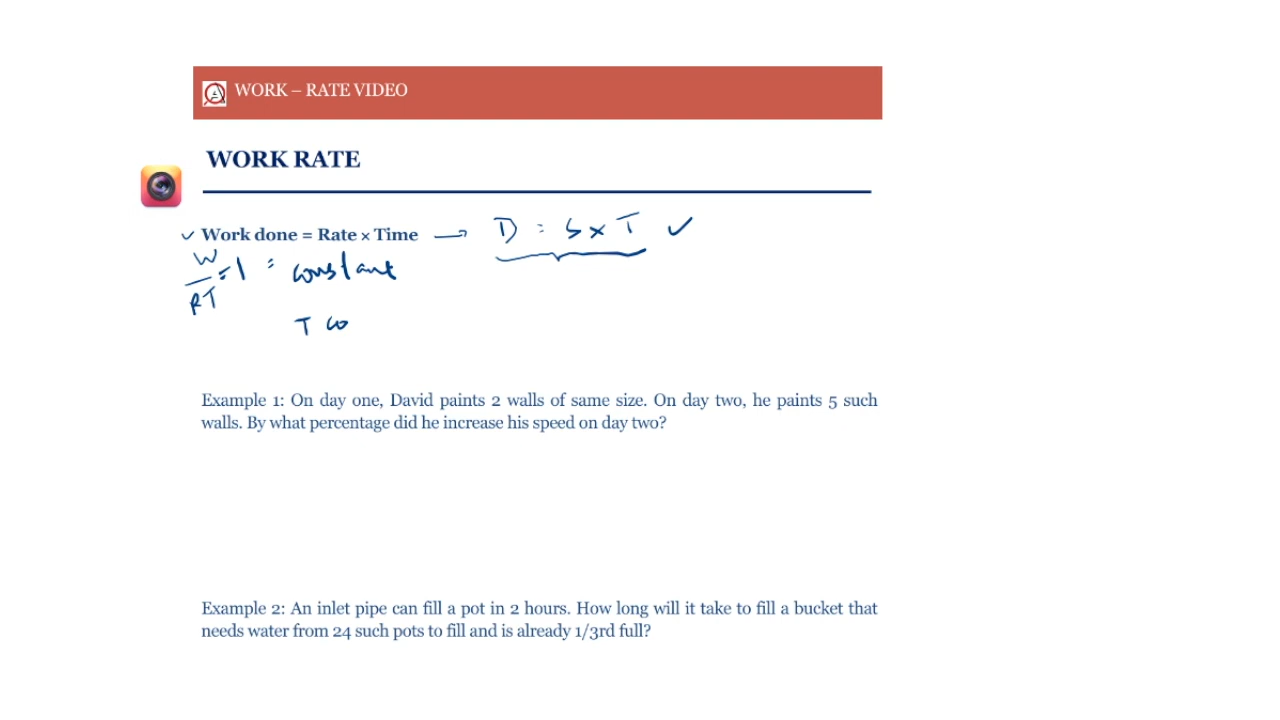 WORK – RATE VIDEO
WORK RATE
✓ Work done = Rate × Time → D = S × T ✓
W/RT = 1 = constant
T co
Example 1: On day one, David paints 2 walls of same size. On day two, he paints 5 such
walls. By what percentage did he increase his speed on day two?
Example 2: An inlet pipe can fill a pot in 2 hours. How long will it take to fill a bucket that
needs water from 24 such pots to fill and is already 1/3rd full?